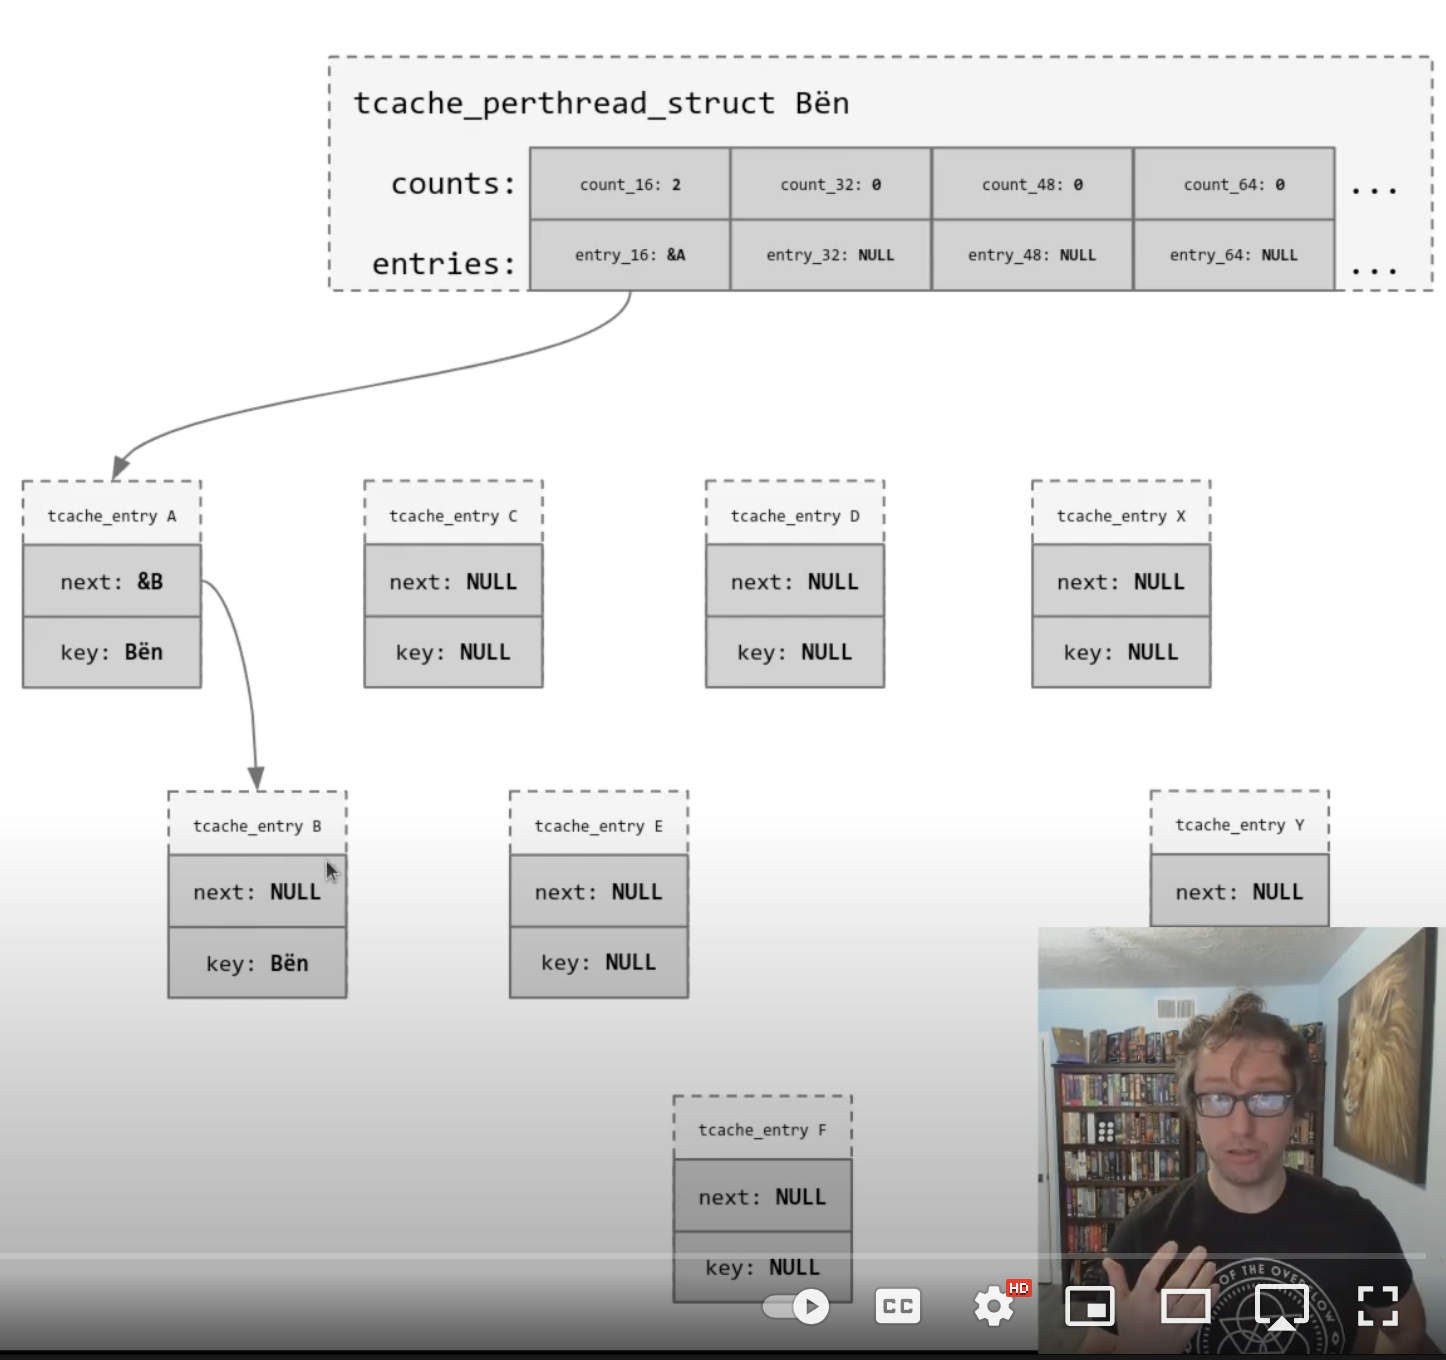 tcache_perthread_struct Bën
counts:
count_16: 2
count_32: 0
count_48: 0
count_64: 0
...
entries:
entry_16: &A
entry_32: NULL
entry_48: NULL
entry_64: NULL
...
tcache_entry A
next: &B
key: Bën
tcache_entry C
next: NULL
key: NULL
tcache_entry D
next: NULL
key: NULL
tcache_entry X
next: NULL
key: NULL
tcache_entry B
next: NULL
key: Bën
tcache_entry E
next: NULL
key: NULL
tcache_entry Y
next: NULL
tcache_entry F
next: NULL
key: NULL
CC
HD
OF THE OVERFLOW